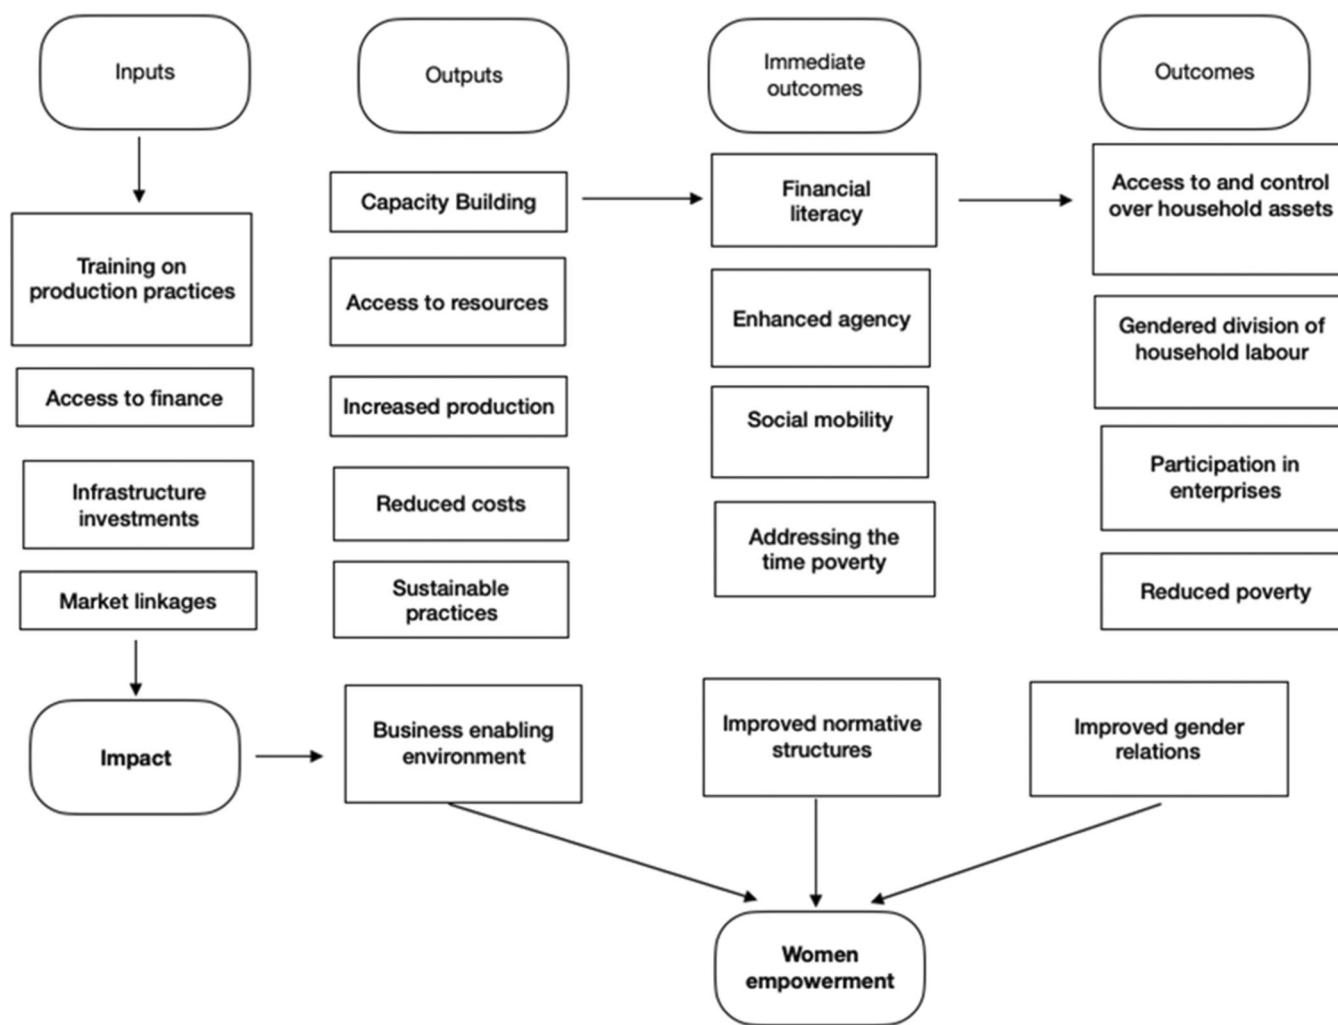 Inputs
Outputs
Immediate
outcomes
Outcomes
Training on
production practices
Access to finance
Infrastructure
investments
Market linkages
Capacity Building
Access to resources
Increased production
Reduced costs
Sustainable
practices
Financial
literacy
Enhanced agency
Social mobility
Addressing the
time poverty
Access to and control
over household assets
Gendered division of
household labour
Participation in
enterprises
Reduced poverty
Impact
Business enabling
environment
Improved normative
structures
Improved gender
relations
Women
empowerment